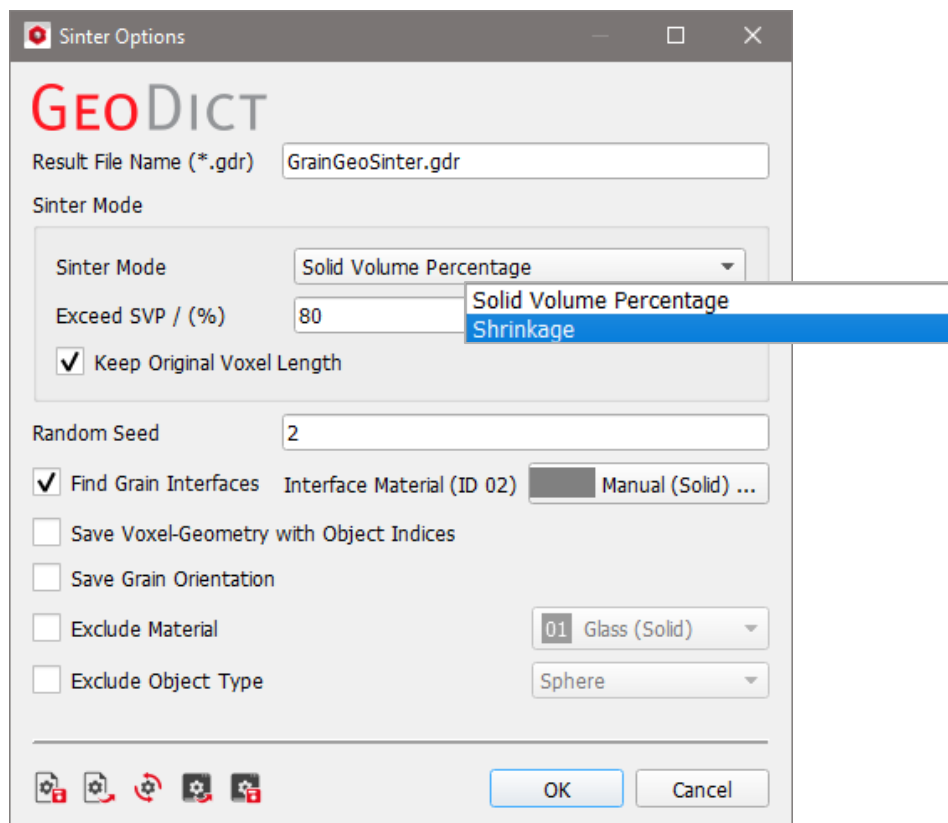 Sinter Options
GEODICT
Result File Name (*.gdr) GrainGeoSinter.gdr
Sinter Mode
Sinter Mode Solid Volume Percentage
Solid Volume Percentage
Exceed SVP / (%) 80
Shrinkage
Keep Original Voxel Length
Random Seed 2
Find Grain Interfaces Interface Material (ID 02) Manual (Solid) ...
Save Voxel-Geometry with Object Indices
Save Grain Orientation
Exclude Material 01 Glass (Solid)
Exclude Object Type Sphere
OK Cancel